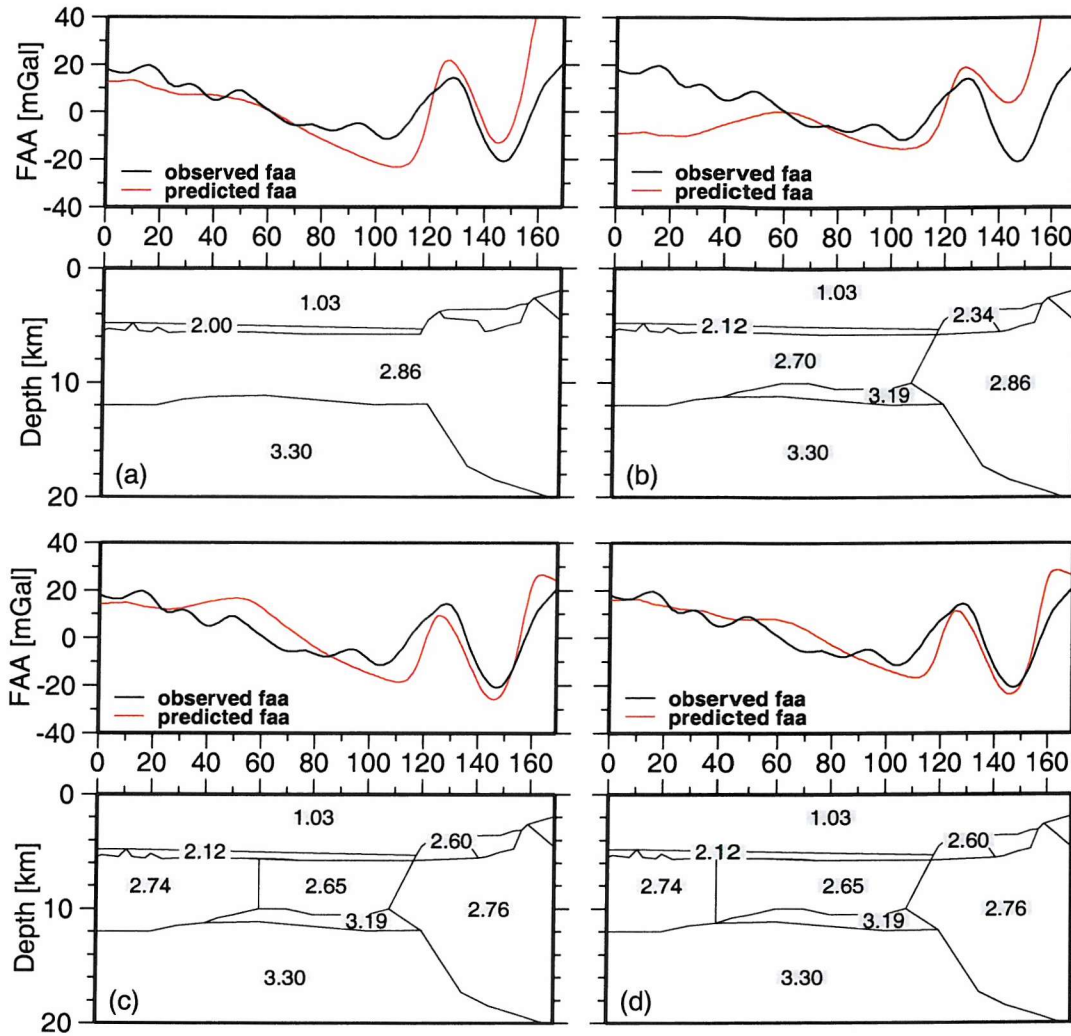 40
20
0
-20
-40
FAA [mGal]
observed faa
predicted faa
observed faa
predicted faa
0 20 40 60 80 100 120 140 160
0 20 40 60 80 100 120 140 160
0
10
20
Depth [km]
1.03
2.00
2.86
3.30
(a)
1.03
2.34
2.12
2.70
2.86
3.19
3.30
(b)
40
20
0
-20
-40
FAA [mGal]
observed faa
predicted faa
observed faa
predicted faa
0 20 40 60 80 100 120 140 160
0 20 40 60 80 100 120 140 160
0
10
20
Depth [km]
1.03
2.60
2.12
2.74
2.65
2.76
3.19
3.30
(c)
1.03
2.60
2.12
2.74
2.65
2.76
3.19
3.30
(d)